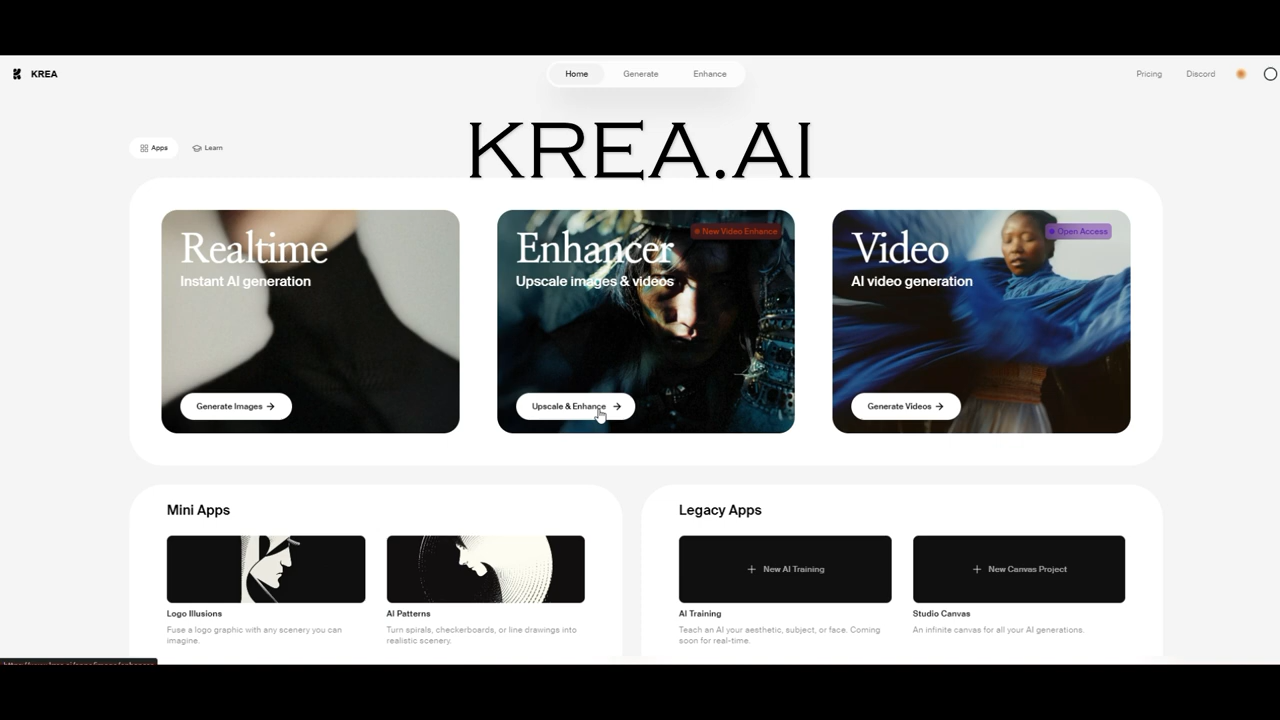 KREA
Home Generate Enhance
Pricing Discord
KREA.AI
Apps Learn
Realtime
Instant AI generation
Generate Images
Enhancer
New Video Enhance
Upscale images & videos
Upscale & Enhance
Video
Open Access
AI video generation
Generate Videos
Mini Apps
Logo Illusions
Fuse a logo graphic with any scenery you can
imagine.
AI Patterns
Turn spirals, checkerboards, or line drawings into
realistic scenery.
Legacy Apps
New AI Training
AI Training
Teach an AI your aesthetic, subject, or face. Coming
soon for real-time.
New Canvas Project
Studio Canvas
An infinite canvas for all your AI generations.